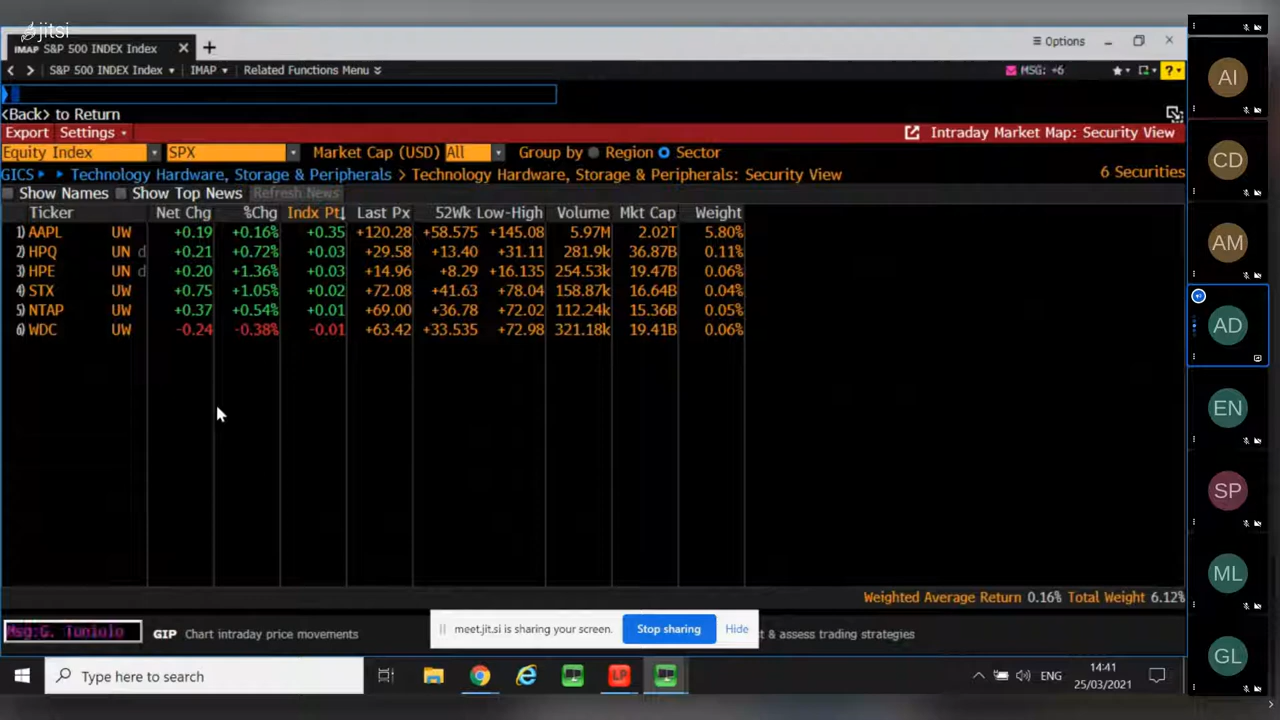 jitsi
IMAP S&P 500 INDEX Index × +
≡ Options
S&P 500 INDEX Index IMAP Related Functions Menu
MSG: +6
<Back> to Return
Export Settings Intraday Market Map: Security View
Equity Index SPX Market Cap (USD) All Group by Region Sector
GICS Technology Hardware, Storage & Peripherals > Technology Hardware, Storage & Peripherals: Security View 6 Securities
Show Names Show Top News Refresh News
Ticker Net Chg %Chg Indx Pt↓ Last Px 52Wk Low-High Volume Mkt Cap Weight
1) AAPL UW +0.19 +0.16% +0.35 +120.28 +58.575 +145.08 5.97M 2.02T 5.80%
2) HPQ UN d +0.21 +0.72% +0.03 +29.58 +13.40 +31.11 281.9k 36.87B 0.11%
3) HPE UN d +0.20 +1.36% +0.03 +14.96 +8.29 +16.135 254.53k 19.47B 0.06%
4) STX UW +0.75 +1.05% +0.02 +72.08 +41.63 +78.04 158.87k 16.64B 0.04%
5) NTAP UW +0.37 +0.54% +0.01 +69.00 +36.78 +72.02 112.24k 15.36B 0.05%
6) WDC UW -0.24 -0.38% -0.01 +63.42 +33.535 +72.98 321.18k 19.41B 0.06%
Weighted Average Return 0.16% Total Weight 6.12%
Msg:G. Tuniolo GIP Chart intraday price movements
meet.jit.si is sharing your screen. Stop sharing Hide
& assess trading strategies
Type here to search
LP
ENG
14:41
25/03/2021
AI
CD
AM
AD
EN
SP
ML
GL